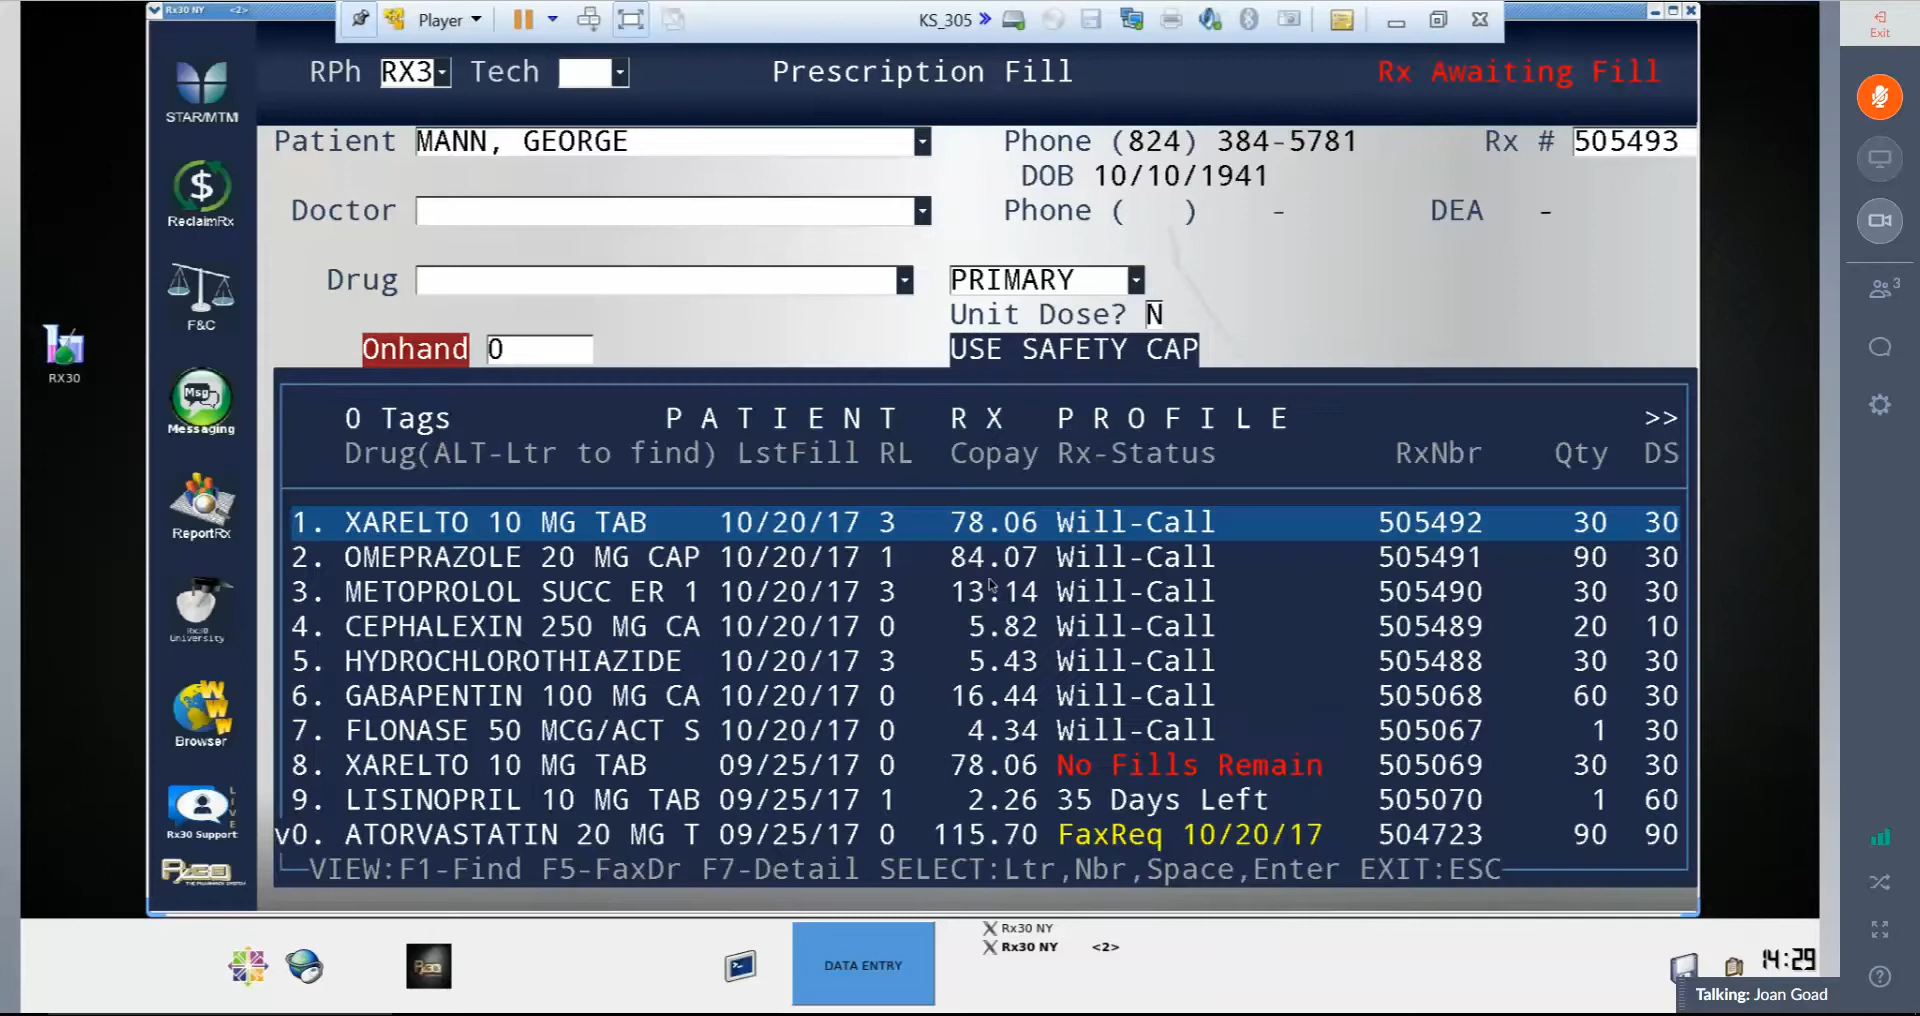 Rx30 NY <2>
Player
KS_305 »
Exit
RPh RX3 Tech Prescription Fill Rx Awaiting Fill
Patient MANN, GEORGE Phone (824) 384-5781 Rx # 505493
DOB 10/10/1941
Doctor Phone ( ) - DEA -
Drug PRIMARY
Unit Dose? N
Onhand 0 USE SAFETY CAP
0 Tags P A T I E N T R X P R O F I L E >>
Drug(ALT-Ltr to find) LstFill RL Copay Rx-Status RxNbr Qty DS
1. XARELTO 10 MG TAB 10/20/17 3 78.06 Will-Call 505492 30 30
2. OMEPRAZOLE 20 MG CAP 10/20/17 1 84.07 Will-Call 505491 90 30
3. METOPROLOL SUCC ER 1 10/20/17 3 13.14 Will-Call 505490 30 30
4. CEPHALEXIN 250 MG CA 10/20/17 0 5.82 Will-Call 505489 20 10
5. HYDROCHLOROTHIAZIDE 10/20/17 3 5.43 Will-Call 505488 30 30
6. GABAPENTIN 100 MG CA 10/20/17 0 16.44 Will-Call 505068 60 30
7. FLONASE 50 MCG/ACT S 10/20/17 0 4.34 Will-Call 505067 1 30
8. XARELTO 10 MG TAB 09/25/17 0 78.06 No Fills Remain 505069 30 30
9. LISINOPRIL 10 MG TAB 09/25/17 1 2.26 35 Days Left 505070 1 60
v0. ATORVASTATIN 20 MG T 09/25/17 0 115.70 FaxReq 10/20/17 504723 90 90
VIEW:F1-Find F5-FaxDr F7-Detail SELECT:Ltr,Nbr,Space,Enter EXIT:ESC
STAR/MTM
$
ReclaimRx
F&C
Msg
Messaging
ReportRx
Rx30
University
WWW
Browser
LIVE
Rx30 Support
Rx30
RX30
3
Rx30
DATA ENTRY
X Rx30 NY
X Rx30 NY <2>
14:29
Talking: Joan Goad